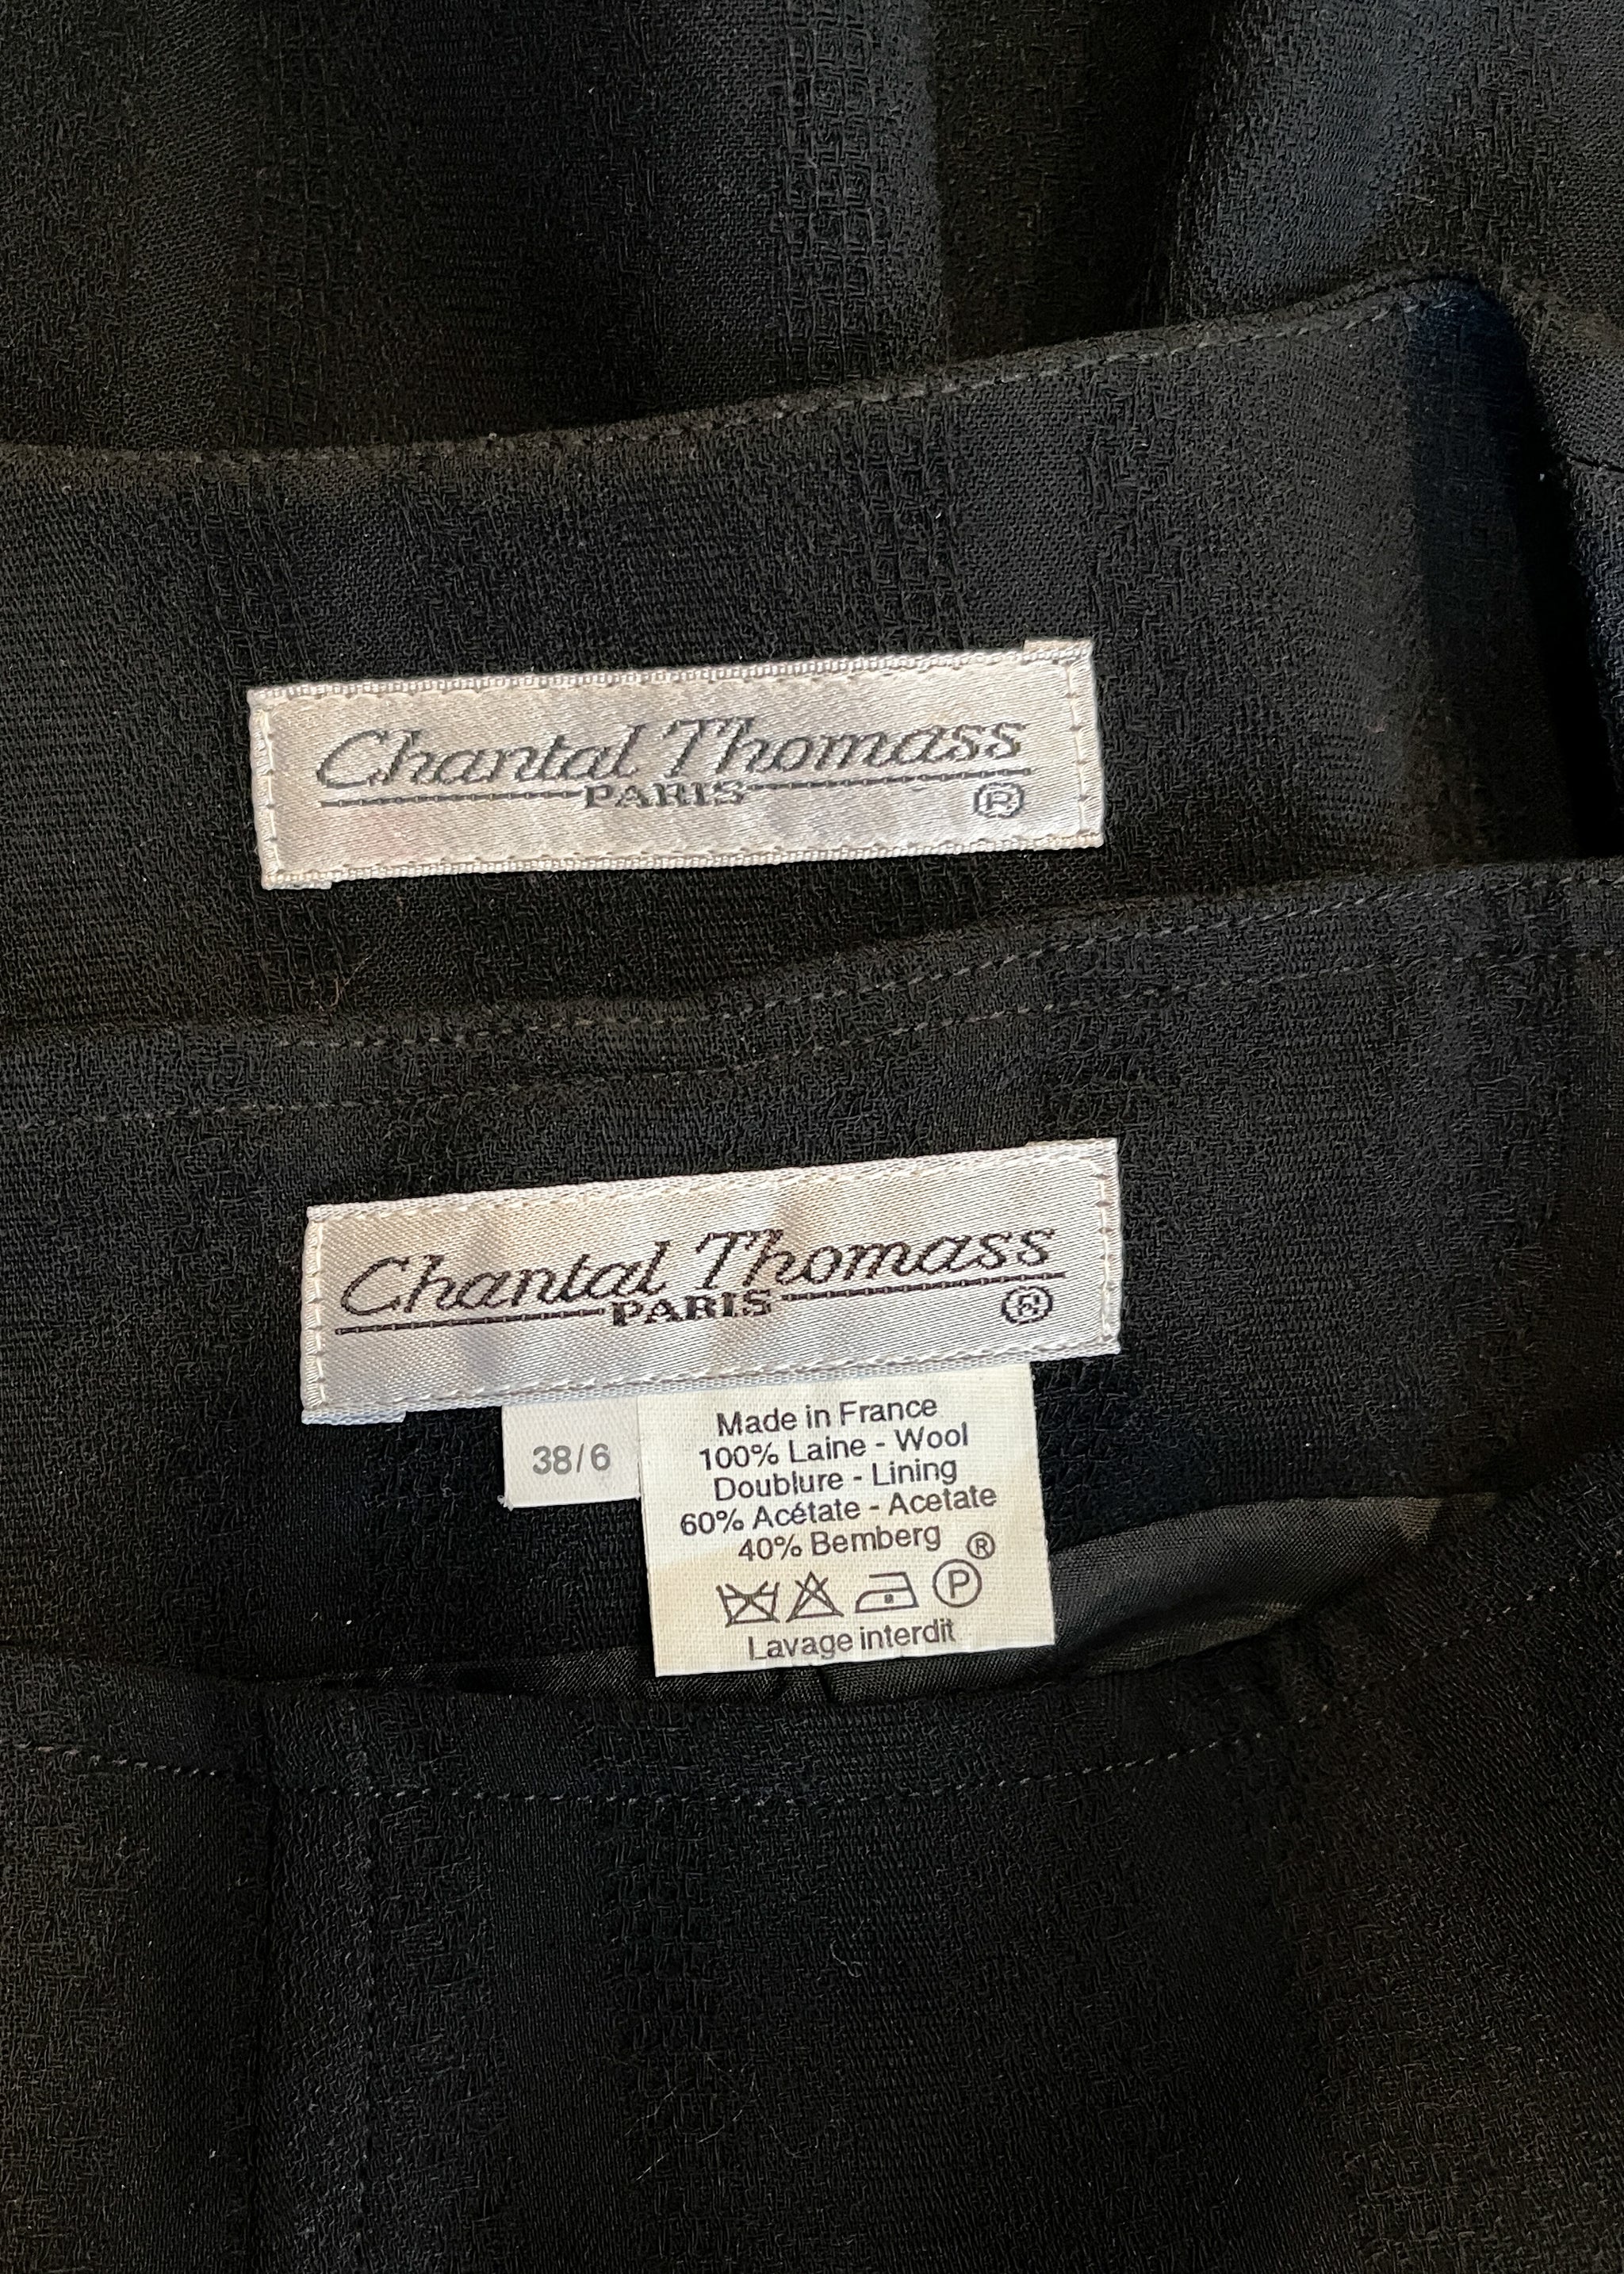 Chantal Thomass
PARIS
®
Chantal Thomass
PARIS
®
38/6
Made in France
100% Laine - Wool
Doublure - Lining
60% Acétate - Acetate
40% Bemberg ®
P
Lavage interdit